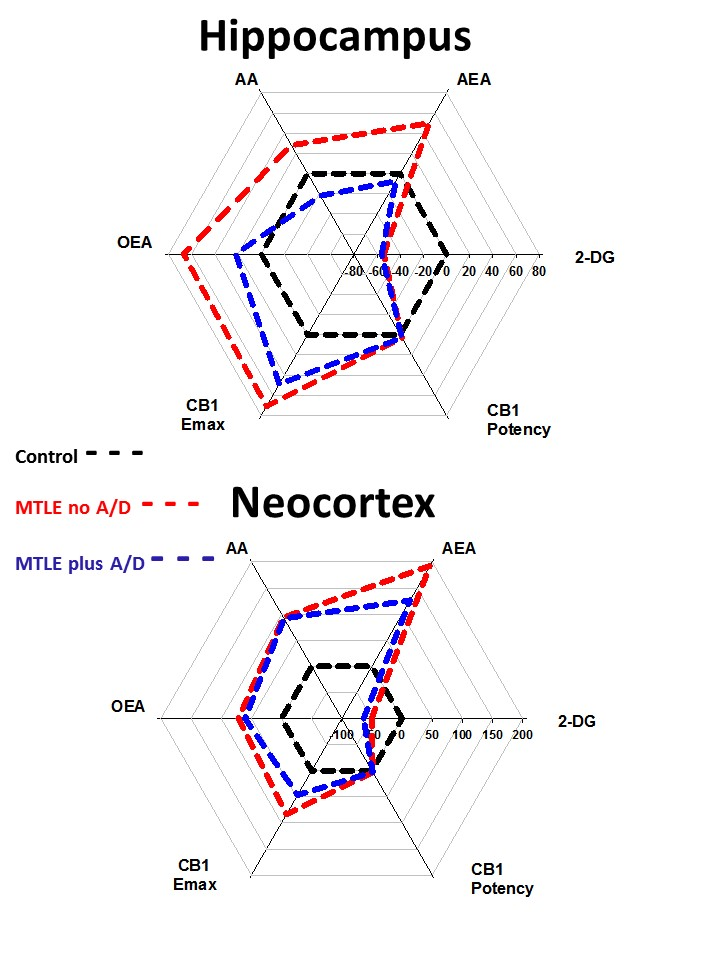 Hippocampus
AA
AEA
OEA
-80 -60 -40 -20 0 20 40 60 80
2-DG
CB1
Emax
CB1
Potency
Control - - -
MTLE no A/D - - -
Neocortex
MTLE plus A/D - - -
AA
AEA
OEA
-100 0 50 100 150 200
2-DG
CB1
Emax
CB1
Potency